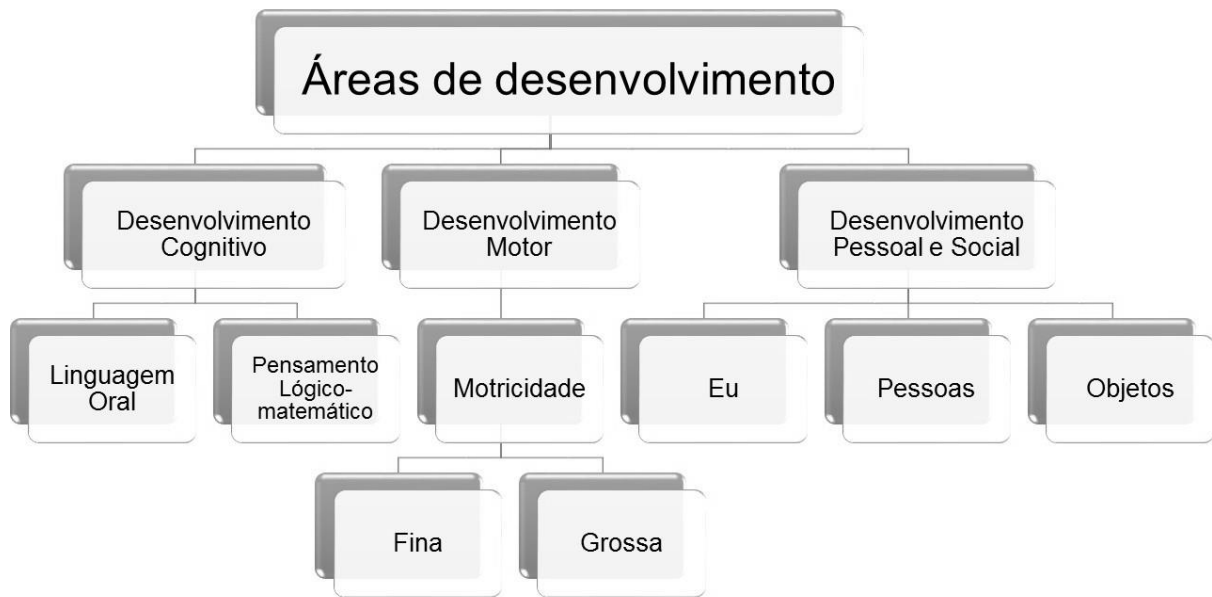 Áreas de desenvolvimento
Desenvolvimento
Cognitivo
Desenvolvimento
Motor
Desenvolvimento
Pessoal e Social
Linguagem
Oral
Pensamento
Lógico-
matemático
Motricidade
Eu
Pessoas
Objetos
Fina
Grossa